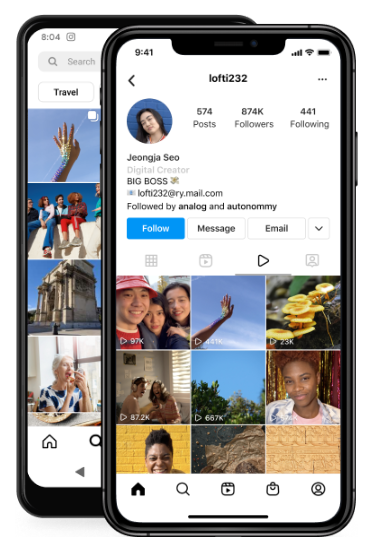 8:04
Search
Travel
9:41
lofti232
574 874K 441
Posts Followers Following
Jeongja Seo
Digital Creator
BIG BOSS
lofti232@ry.mail.com
Followed by analog and autonommy
Follow Message Email
97K 441K 23K
87.2K 667K